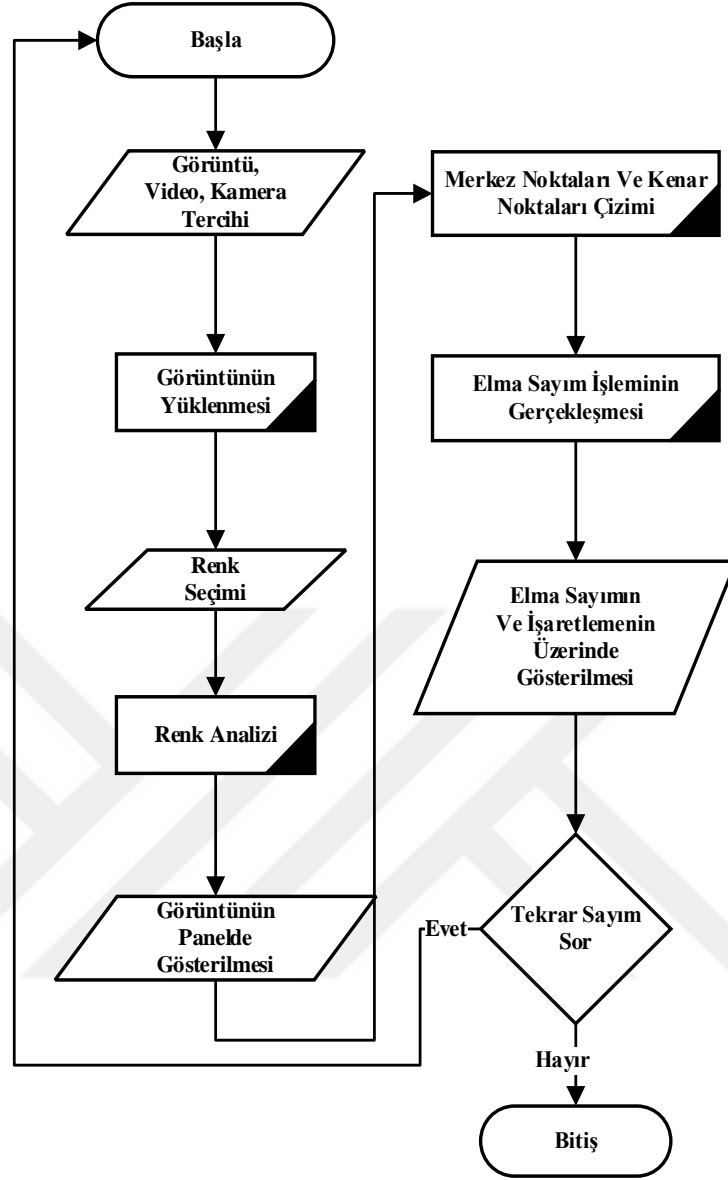 Başla
Görüntü,
Video, Kamera
Tercihi
Görüntünün
Yüklenmesi
Renk
Seçimi
Renk Analizi
Görüntünün
Panelde
Gösterilmesi
Merkez Noktaları Ve Kenar
Noktaları Çizimi
Elma Sayım İşleminin
Gerçekleşmesi
Elma Sayımın
Ve İşaretlemenin
Üzerinde
Gösterilmesi
Tekrar Sayım
Sor
Evet
Hayır
Bitiş